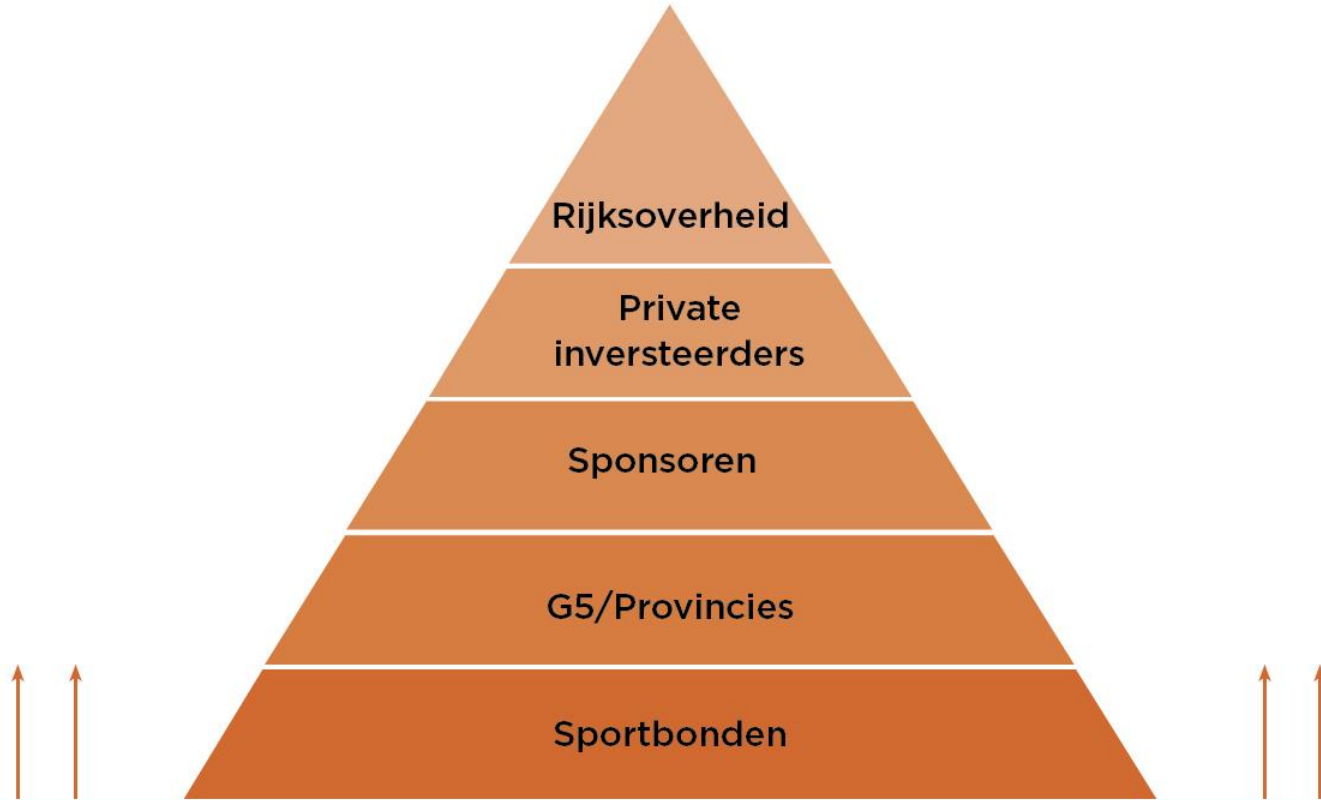 Rijksoverheid
Private
inversteerders
Sponsoren
G5/Provincies
Sportbonden